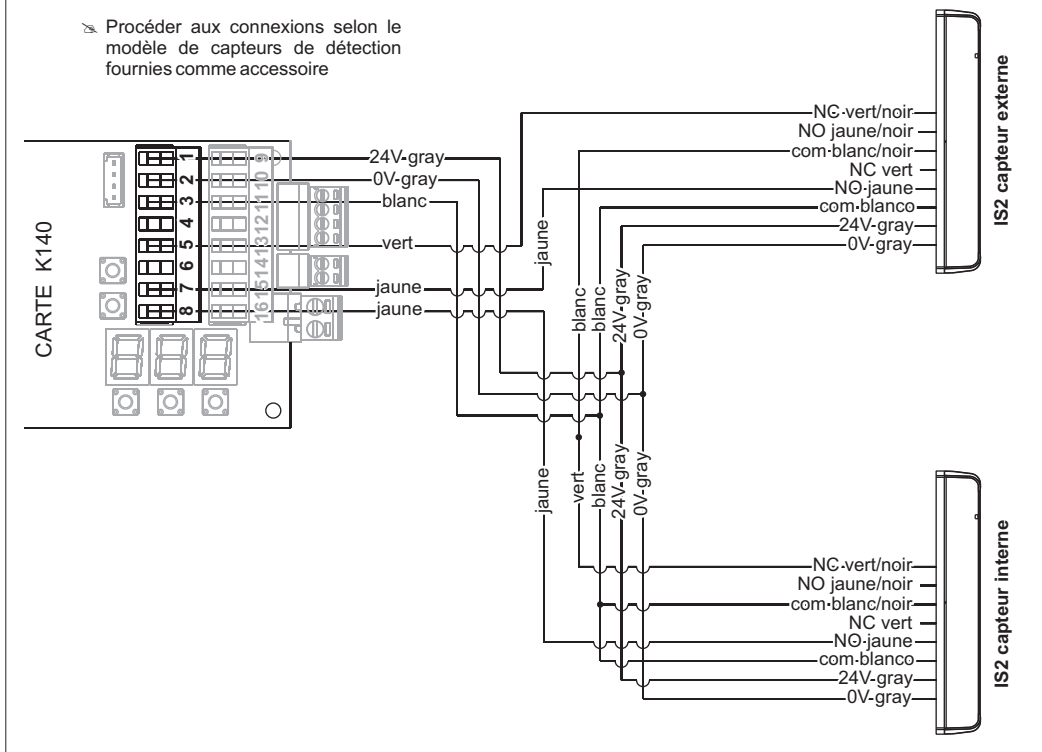 Procéder aux connexions selon le
modèle de capteurs de détection
fournies comme accessoire
CARTE K140
1
2
3
4
5
6
7
8
9
10
11
12
13
14
15
16
24V-gray
0V-gray
blanc
vert
jaune
jaune
jaune
blanc
blanc
24V-gray
0V-gray
jaune
vert
blanc
24V-gray
0V-gray
NC vert/noir
NO jaune/noir
com blanc/noir
NC vert
NO jaune
com blanco
24V-gray
0V-gray
IS2 capteur externe
NC vert/noir
NO jaune/noir
com blanc/noir
NC vert
NO jaune
com blanco
24V-gray
0V-gray
IS2 capteur interne